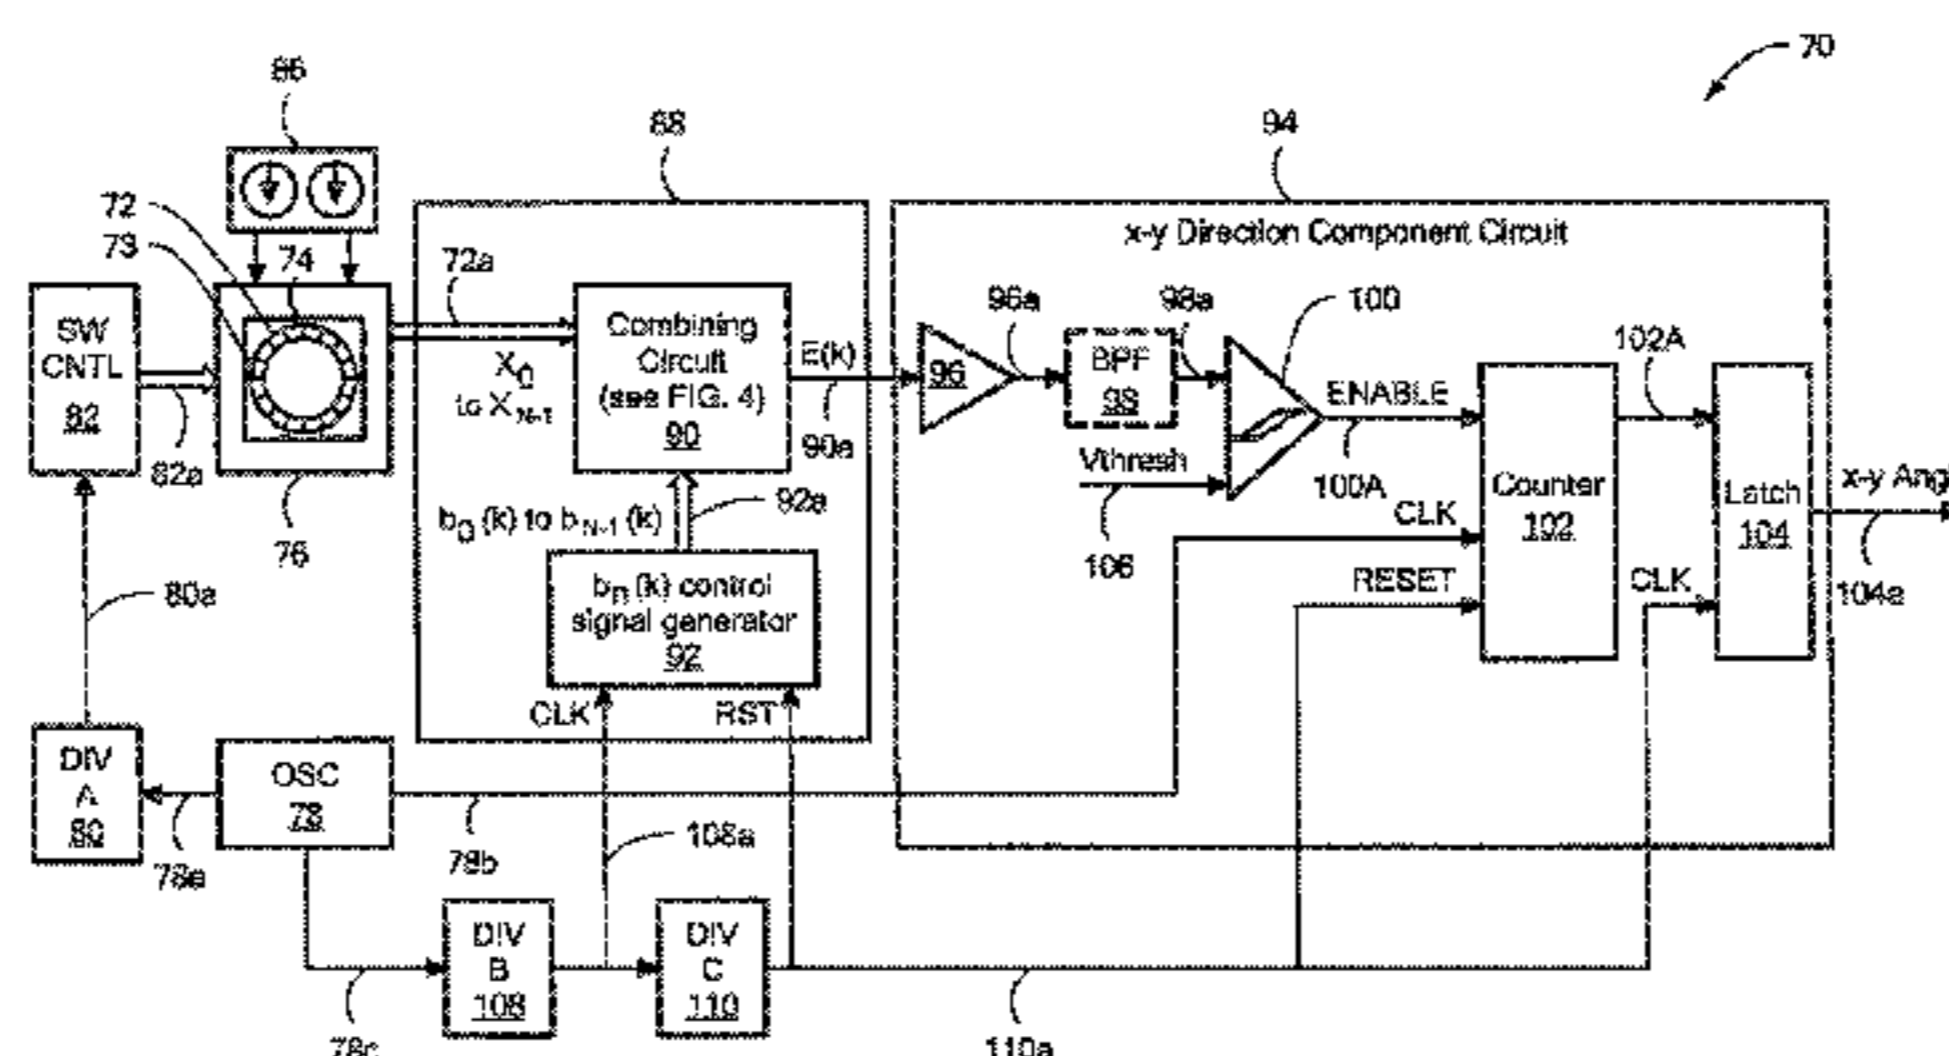 70
86
88
94
72
73
74
72a
x-y Direction Component Circuit
SW
CNTL
82
82a
76
X0
to XN-1
Combining
Circuit
(see FIG. 4)
90
E(k)
90a
96
96a
BPF
98
98a
100
Vthresh
106
ENABLE
100A
CLK
RESET
Counter
102
102A
Latch
104
CLK
x-y Ang
104a
b0 (k) to bN-1 (k)
92a
bn (k) control
signal generator
92
CLK
RST
80a
DIV
A
80
78a
OSC
78
78b
108a
DIV
B
108
DIV
C
110
78c
110a